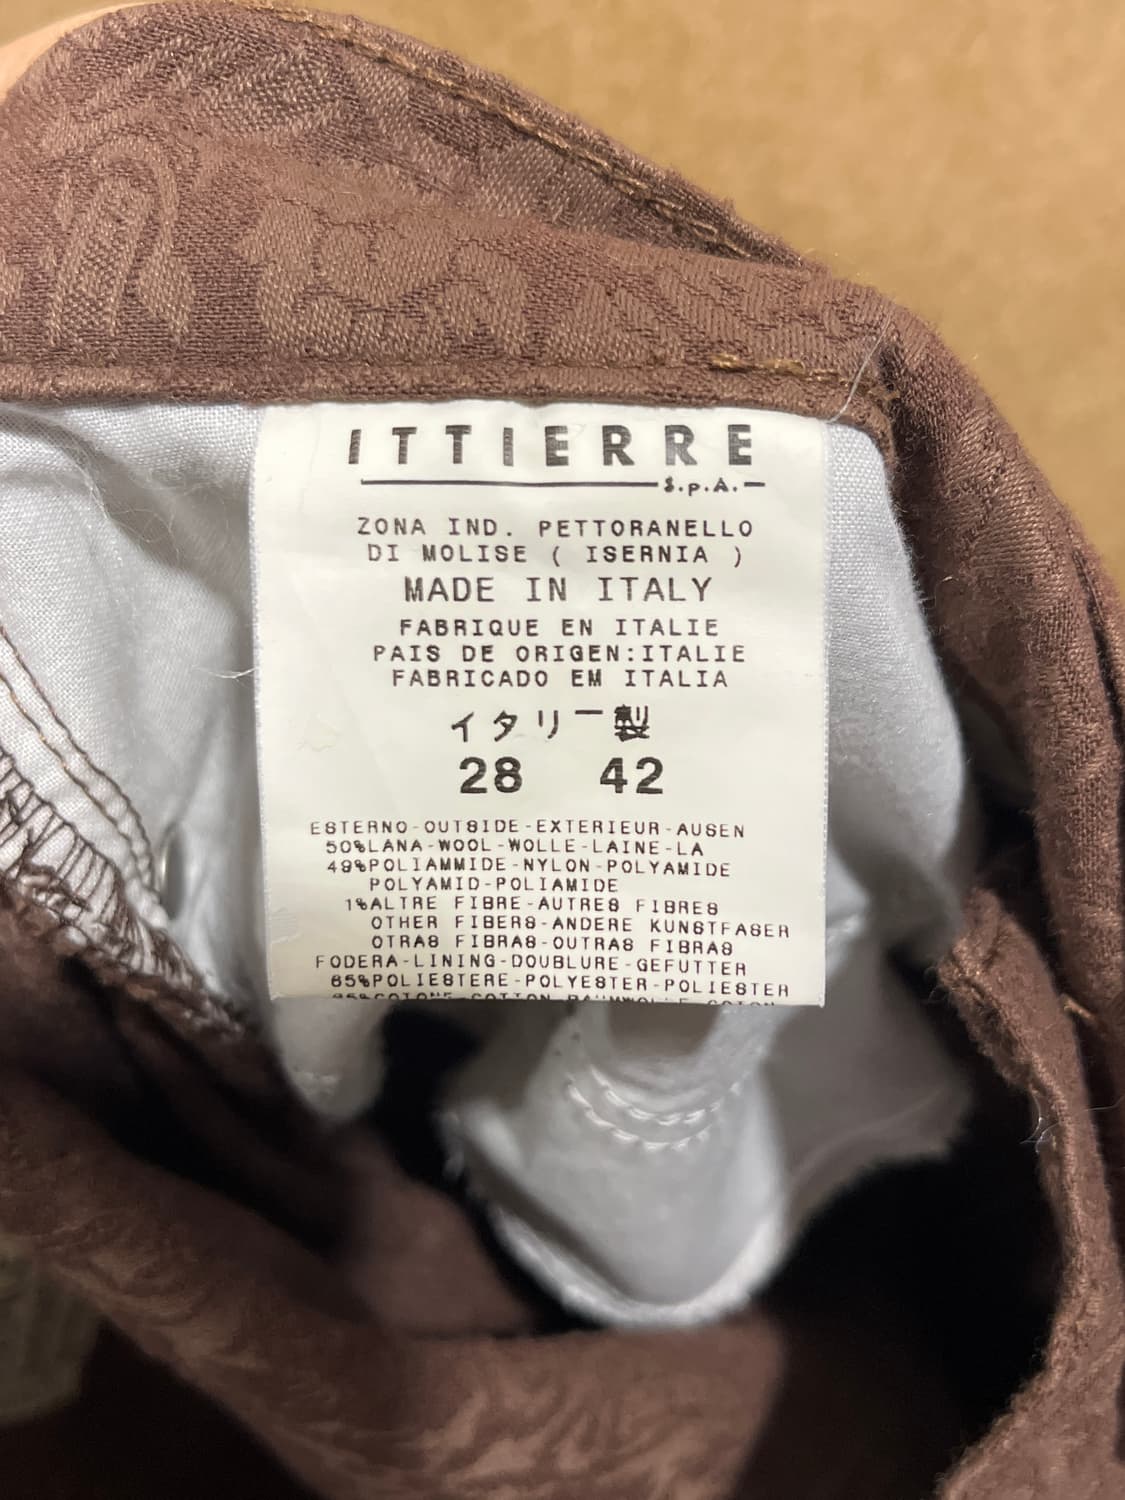 ITTIERRE
S.p.A.
ZONA IND. PETTORANELLO
DI MOLISE ( ISERNIA )
MADE IN ITALY
FABRIQUE EN ITALIE
PAIS DE ORIGEN:ITALIE
FABRICADO EM ITALIA
イタリー製
28 42
ESTERNO-OUTSIDE-EXTERIEUR-AUSEN
50%LANA-WOOL-WOLLE-LAINE-LA
49%POLIAMMIDE-NYLON-POLYAMIDE
POLYAMID-POLIAMIDE
1%ALTRE FIBRE-AUTRES FIBRES
OTHER FIBERS-ANDERE KUNSTFASER
OTRAS FIBRAS-OUTRAS FIBRAS
FODERA-LINING-DOUBLURE-GEFUTTER
65%POLIESTERE-POLYESTER-POLIESTER